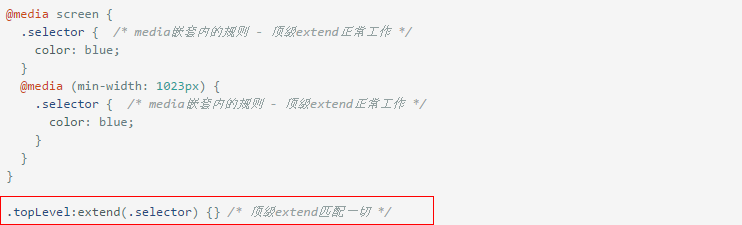 @media screen {
  .selector {  /* media嵌套内的规则 - 顶级extend正常工作 */
    color: blue;
  }
  @media (min-width: 1023px) {
    .selector {  /* media嵌套内的规则 - 顶级extend正常工作 */
      color: blue;
    }
  }
}
.topLevel:extend(.selector) {} /* 顶级extend匹配一切 */